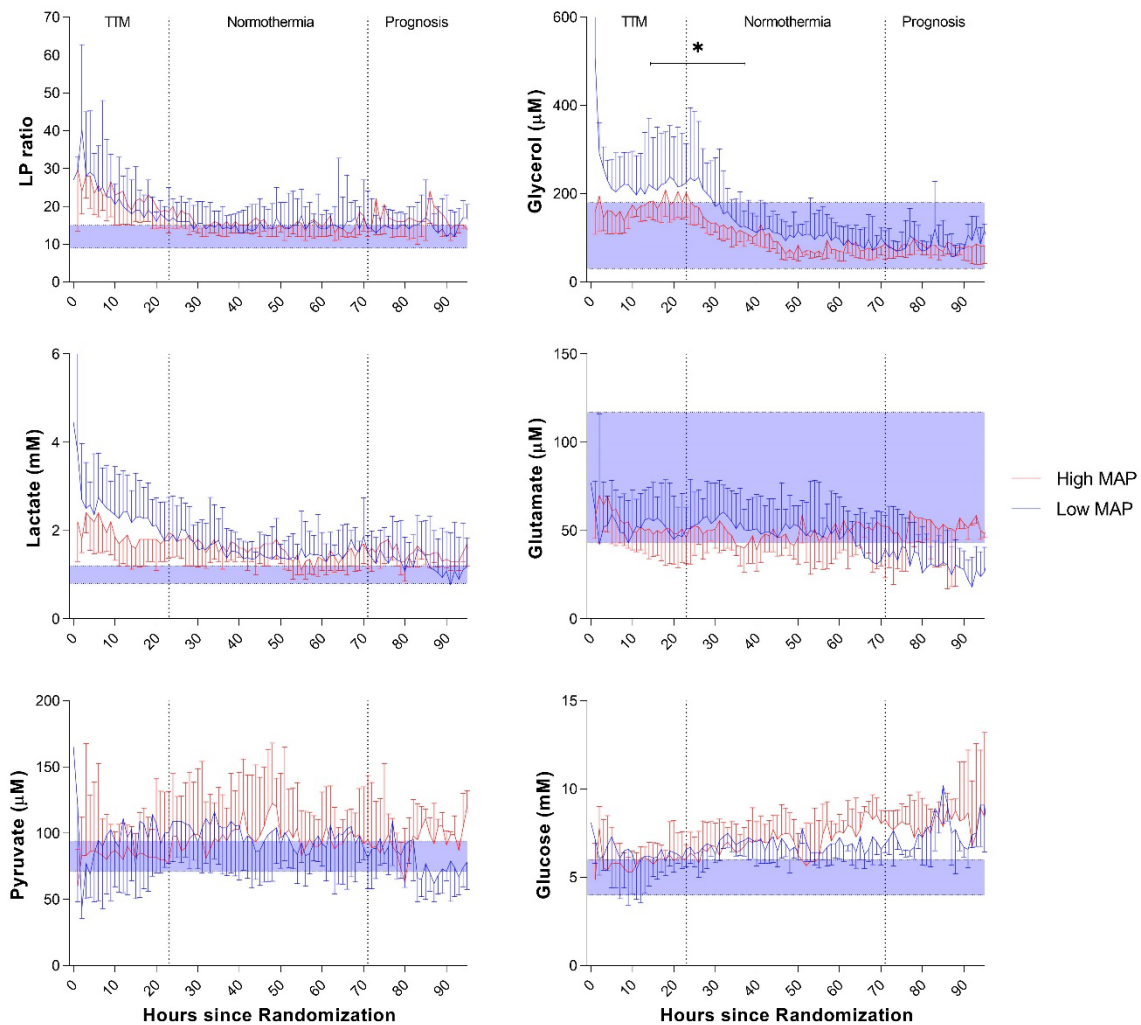 TTM Normothermia Prognosis
LP ratio
70
60
50
40
30
20
10
0
0 10 20 30 40 50 60 70 80 90
TTM Normothermia Prognosis
*
Glycerol (μM)
600
400
200
0
0 10 20 30 40 50 60 70 80 90
Lactate (mM)
6
4
2
0
0 10 20 30 40 50 60 70 80 90
Glutamate (μM)
150
100
50
0
0 10 20 30 40 50 60 70 80 90
High MAP
Low MAP
Pyruvate (μM)
200
150
100
50
0
0 10 20 30 40 50 60 70 80 90
Hours since Randomization
Glucose (mM)
15
10
5
0
0 10 20 30 40 50 60 70 80 90
Hours since Randomization